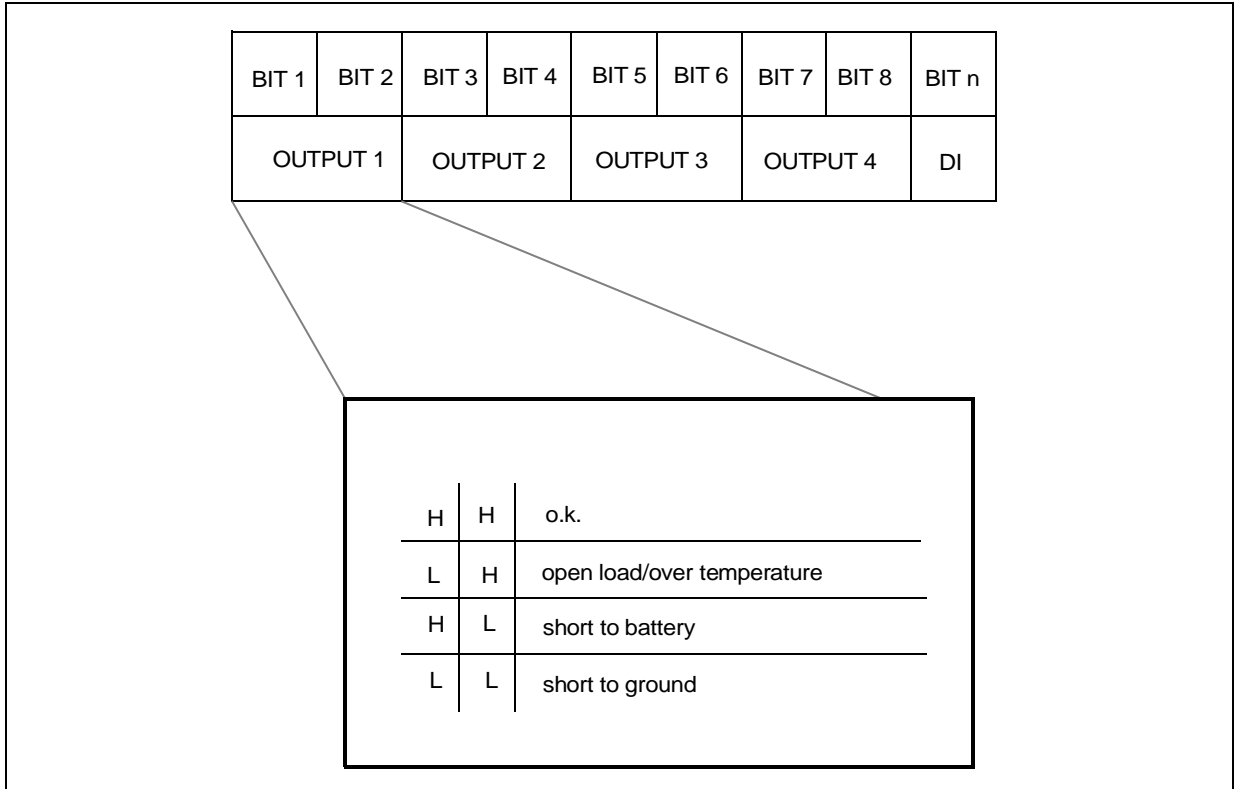 BIT 1 BIT 2 BIT 3 BIT 4 BIT 5 BIT 6 BIT 7 BIT 8 BIT n
OUTPUT 1 OUTPUT 2 OUTPUT 3 OUTPUT 4 DI
H H o.k.
L H open load/over temperature
H L short to battery
L L short to ground